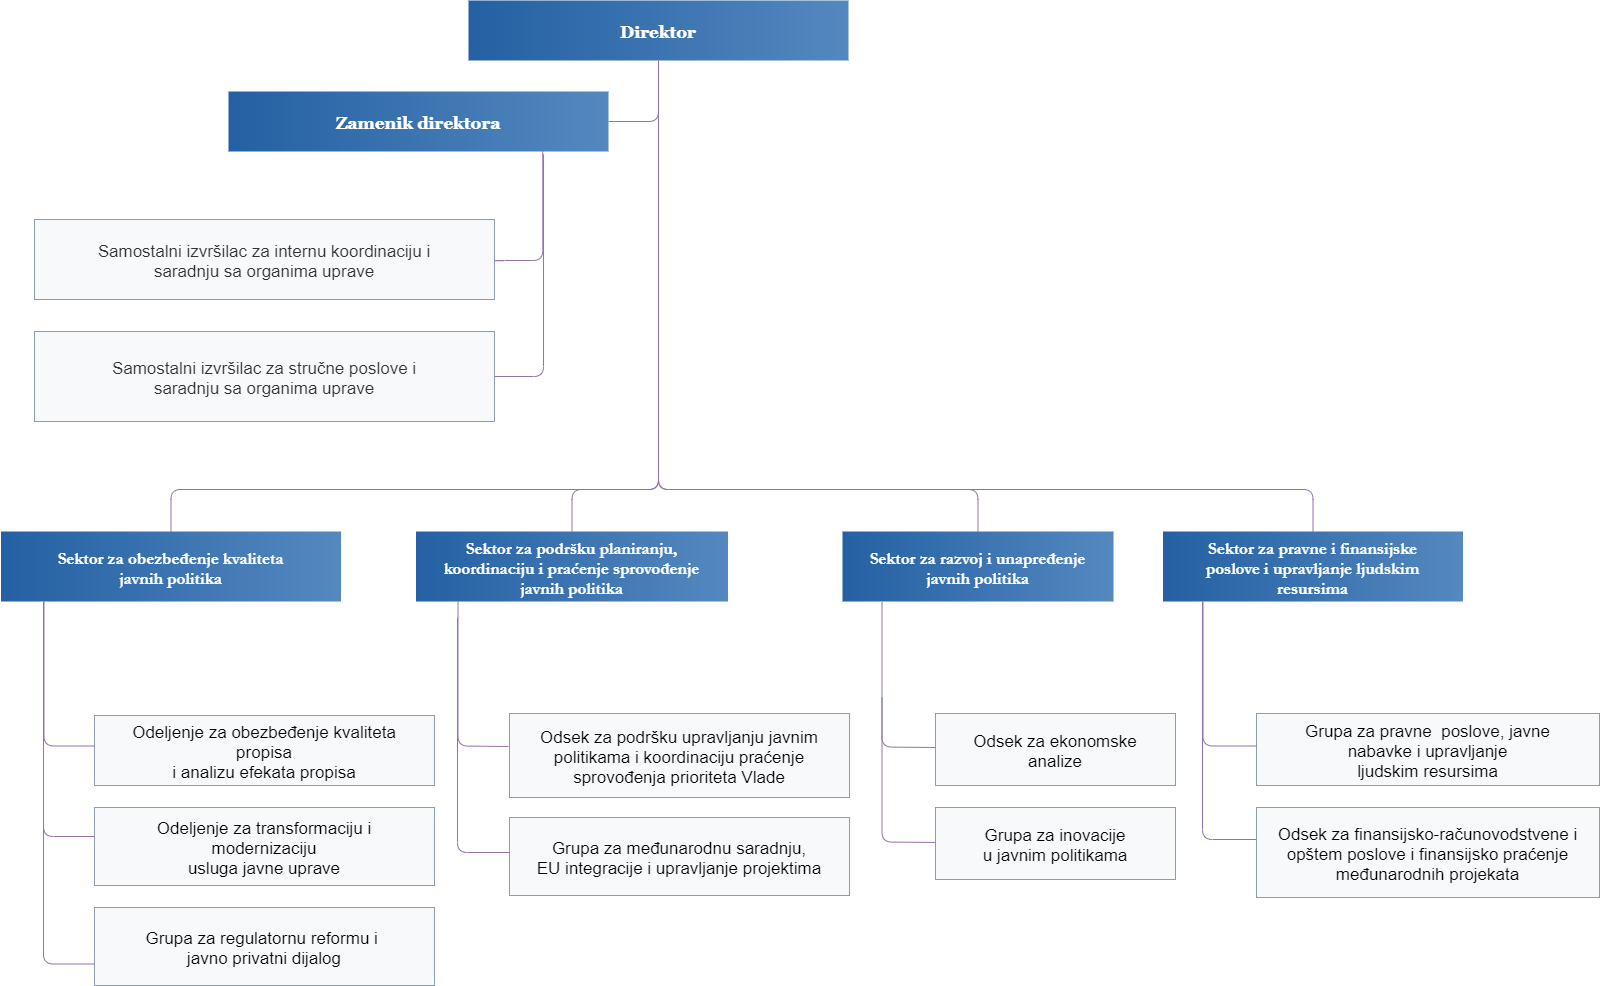 Direktor
Zamenik direktora
Samostalni izvršilac za internu koordinaciju i
saradnju sa organima uprave
Samostalni izvršilac za stručne poslove i
saradnju sa organima uprave
Sektor za obezbeđenje kvaliteta
javnih politika
Sektor za podršku planiranju,
koordinaciju i praćenje sprovođenje
javnih politika
Sektor za razvoj i unapređenje
javnih politika
Sektor za pravne i finansijske
poslove i upravljanje ljudskim
resursima
Odeljenje za obezbeđenje kvaliteta
propisa
i analizu efekata propisa
Odeljenje za transformaciju i
modernizaciju
usluga javne uprave
Grupa za regulatornu reformu i
javno privatni dijalog
Odsek za podršku upravljanju javnim
politikama i koordinaciju praćenje
sprovođenja prioriteta Vlade
Grupa za međunarodnu saradnju,
EU integracije i upravljanje projektima
Odsek za ekonomske
analize
Grupa za inovacije
u javnim politikama
Grupa za pravne  poslove, javne
nabavke i upravljanje
ljudskim resursima
Odsek za finansijsko-računovodstvene i
opštem poslove i finansijsko praćenje
međunarodnih projekata